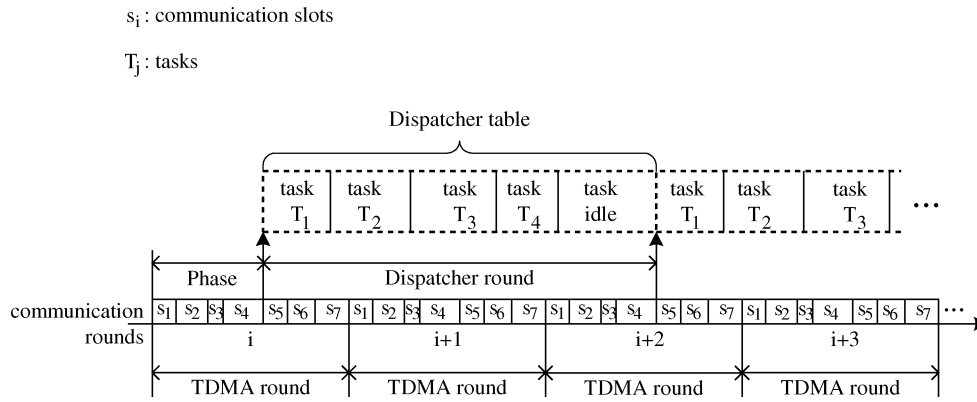 s_i : communication slots
T_j : tasks
Dispatcher table
task task task task task task task task
T_1 T_2 T_3 T_4 idle T_1 T_2 T_3 ...
Phase Dispatcher round
communication s_1 s_2 s_3 s_4 s_5 s_6 s_7 s_1 s_2 s_3 s_4 s_5 s_6 s_7 s_1 s_2 s_3 s_4 s_5 s_6 s_7 s_1 s_2 s_3 s_4 s_5 s_6 s_7 ...
rounds i i+1 i+2 i+3
TDMA round TDMA round TDMA round TDMA round